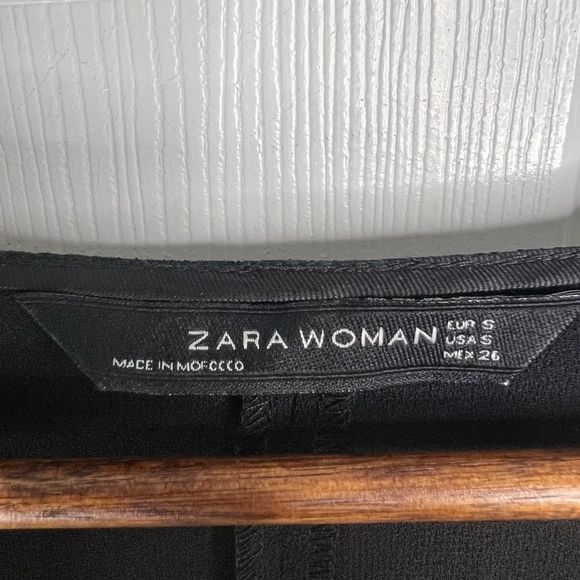 ZARA WOMAN
EUR S
USA S
MEX 26
MADE IN MOROCCO